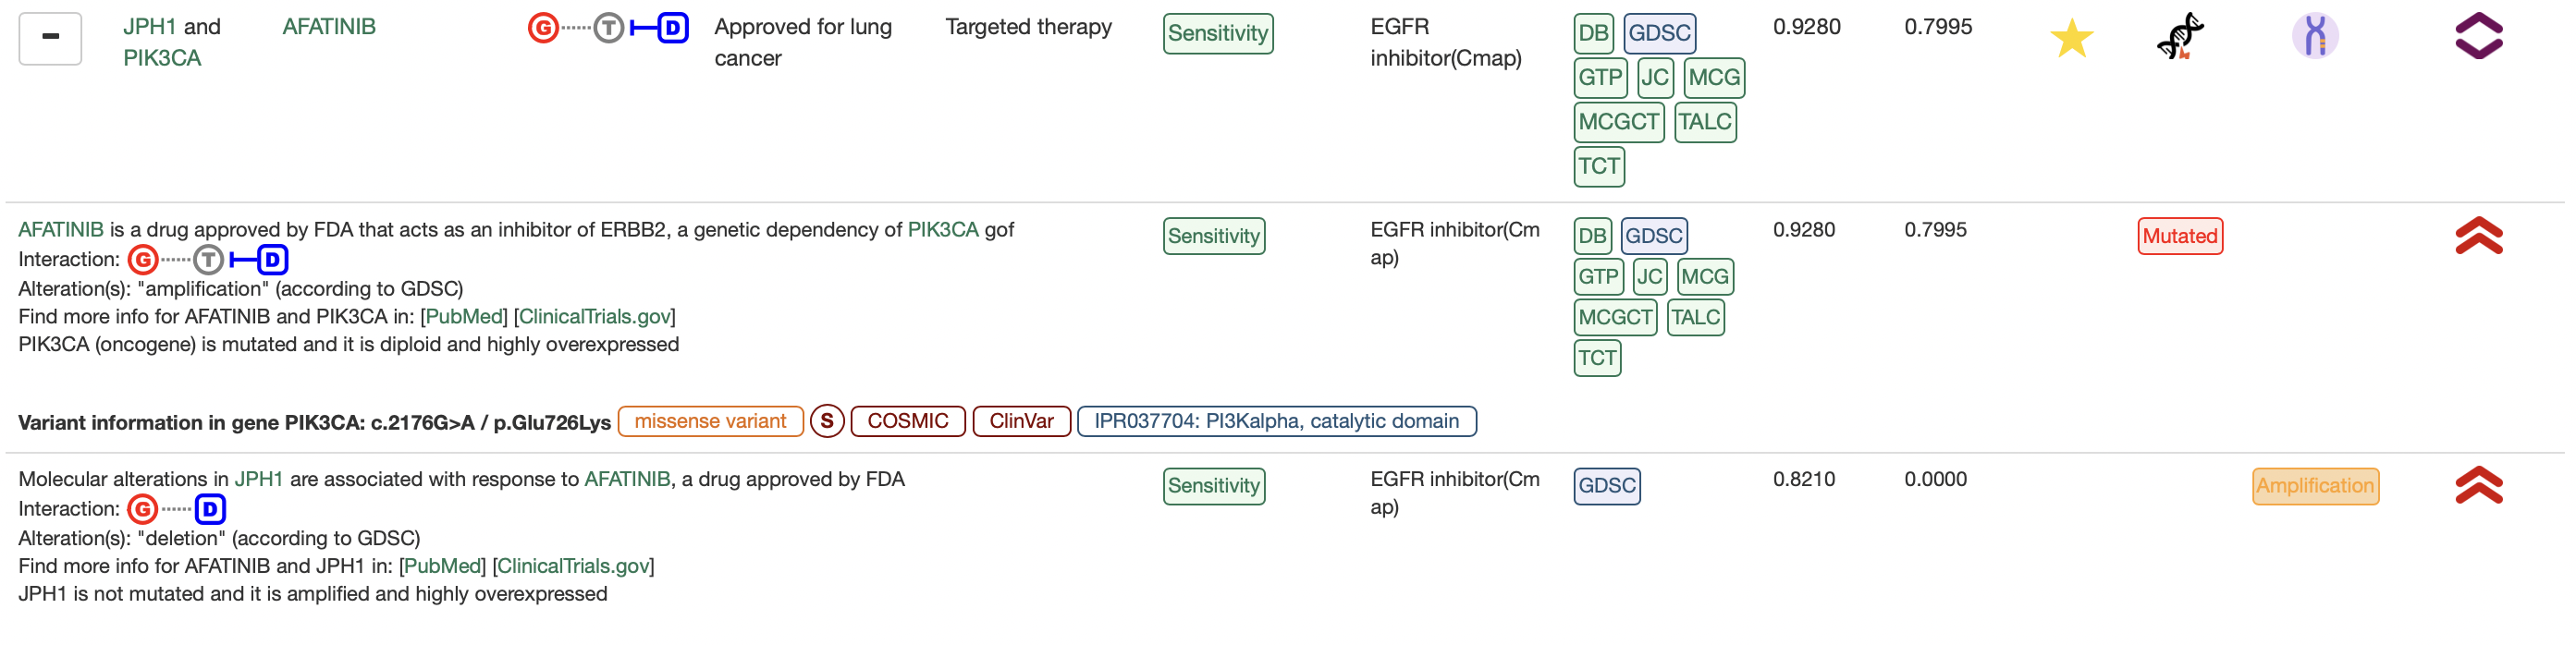 JPH1 and AFATINIB G T D Approved for lung Targeted therapy Sensitivity EGFR DB GDSC 0.9280 0.7995
PIK3CA cancer inhibitor(Cmap)
GTP JC MCG
MCGCT TALC
TCT
AFATINIB is a drug approved by FDA that acts as an inhibitor of ERBB2, a genetic dependency of PIK3CA gof Sensitivity EGFR inhibitor(Cm DB GDSC 0.9280 0.7995 Mutated
Interaction: G T D ap)
GTP JC MCG
Alteration(s): "amplification" (according to GDSC)
Find more info for AFATINIB and PIK3CA in: [PubMed] [ClinicalTrials.gov] MCGCT TALC
PIK3CA (oncogene) is mutated and it is diploid and highly overexpressed
TCT
Variant information in gene PIK3CA: c.2176G>A / p.Glu726Lys missense variant S COSMIC ClinVar IPR037704: PI3Kalpha, catalytic domain
Molecular alterations in JPH1 are associated with response to AFATINIB, a drug approved by FDA Sensitivity EGFR inhibitor(Cm GDSC 0.8210 0.0000 Amplification
Interaction: G D ap)
Alteration(s): "deletion" (according to GDSC)
Find more info for AFATINIB and JPH1 in: [PubMed] [ClinicalTrials.gov]
JPH1 is not mutated and it is amplified and highly overexpressed